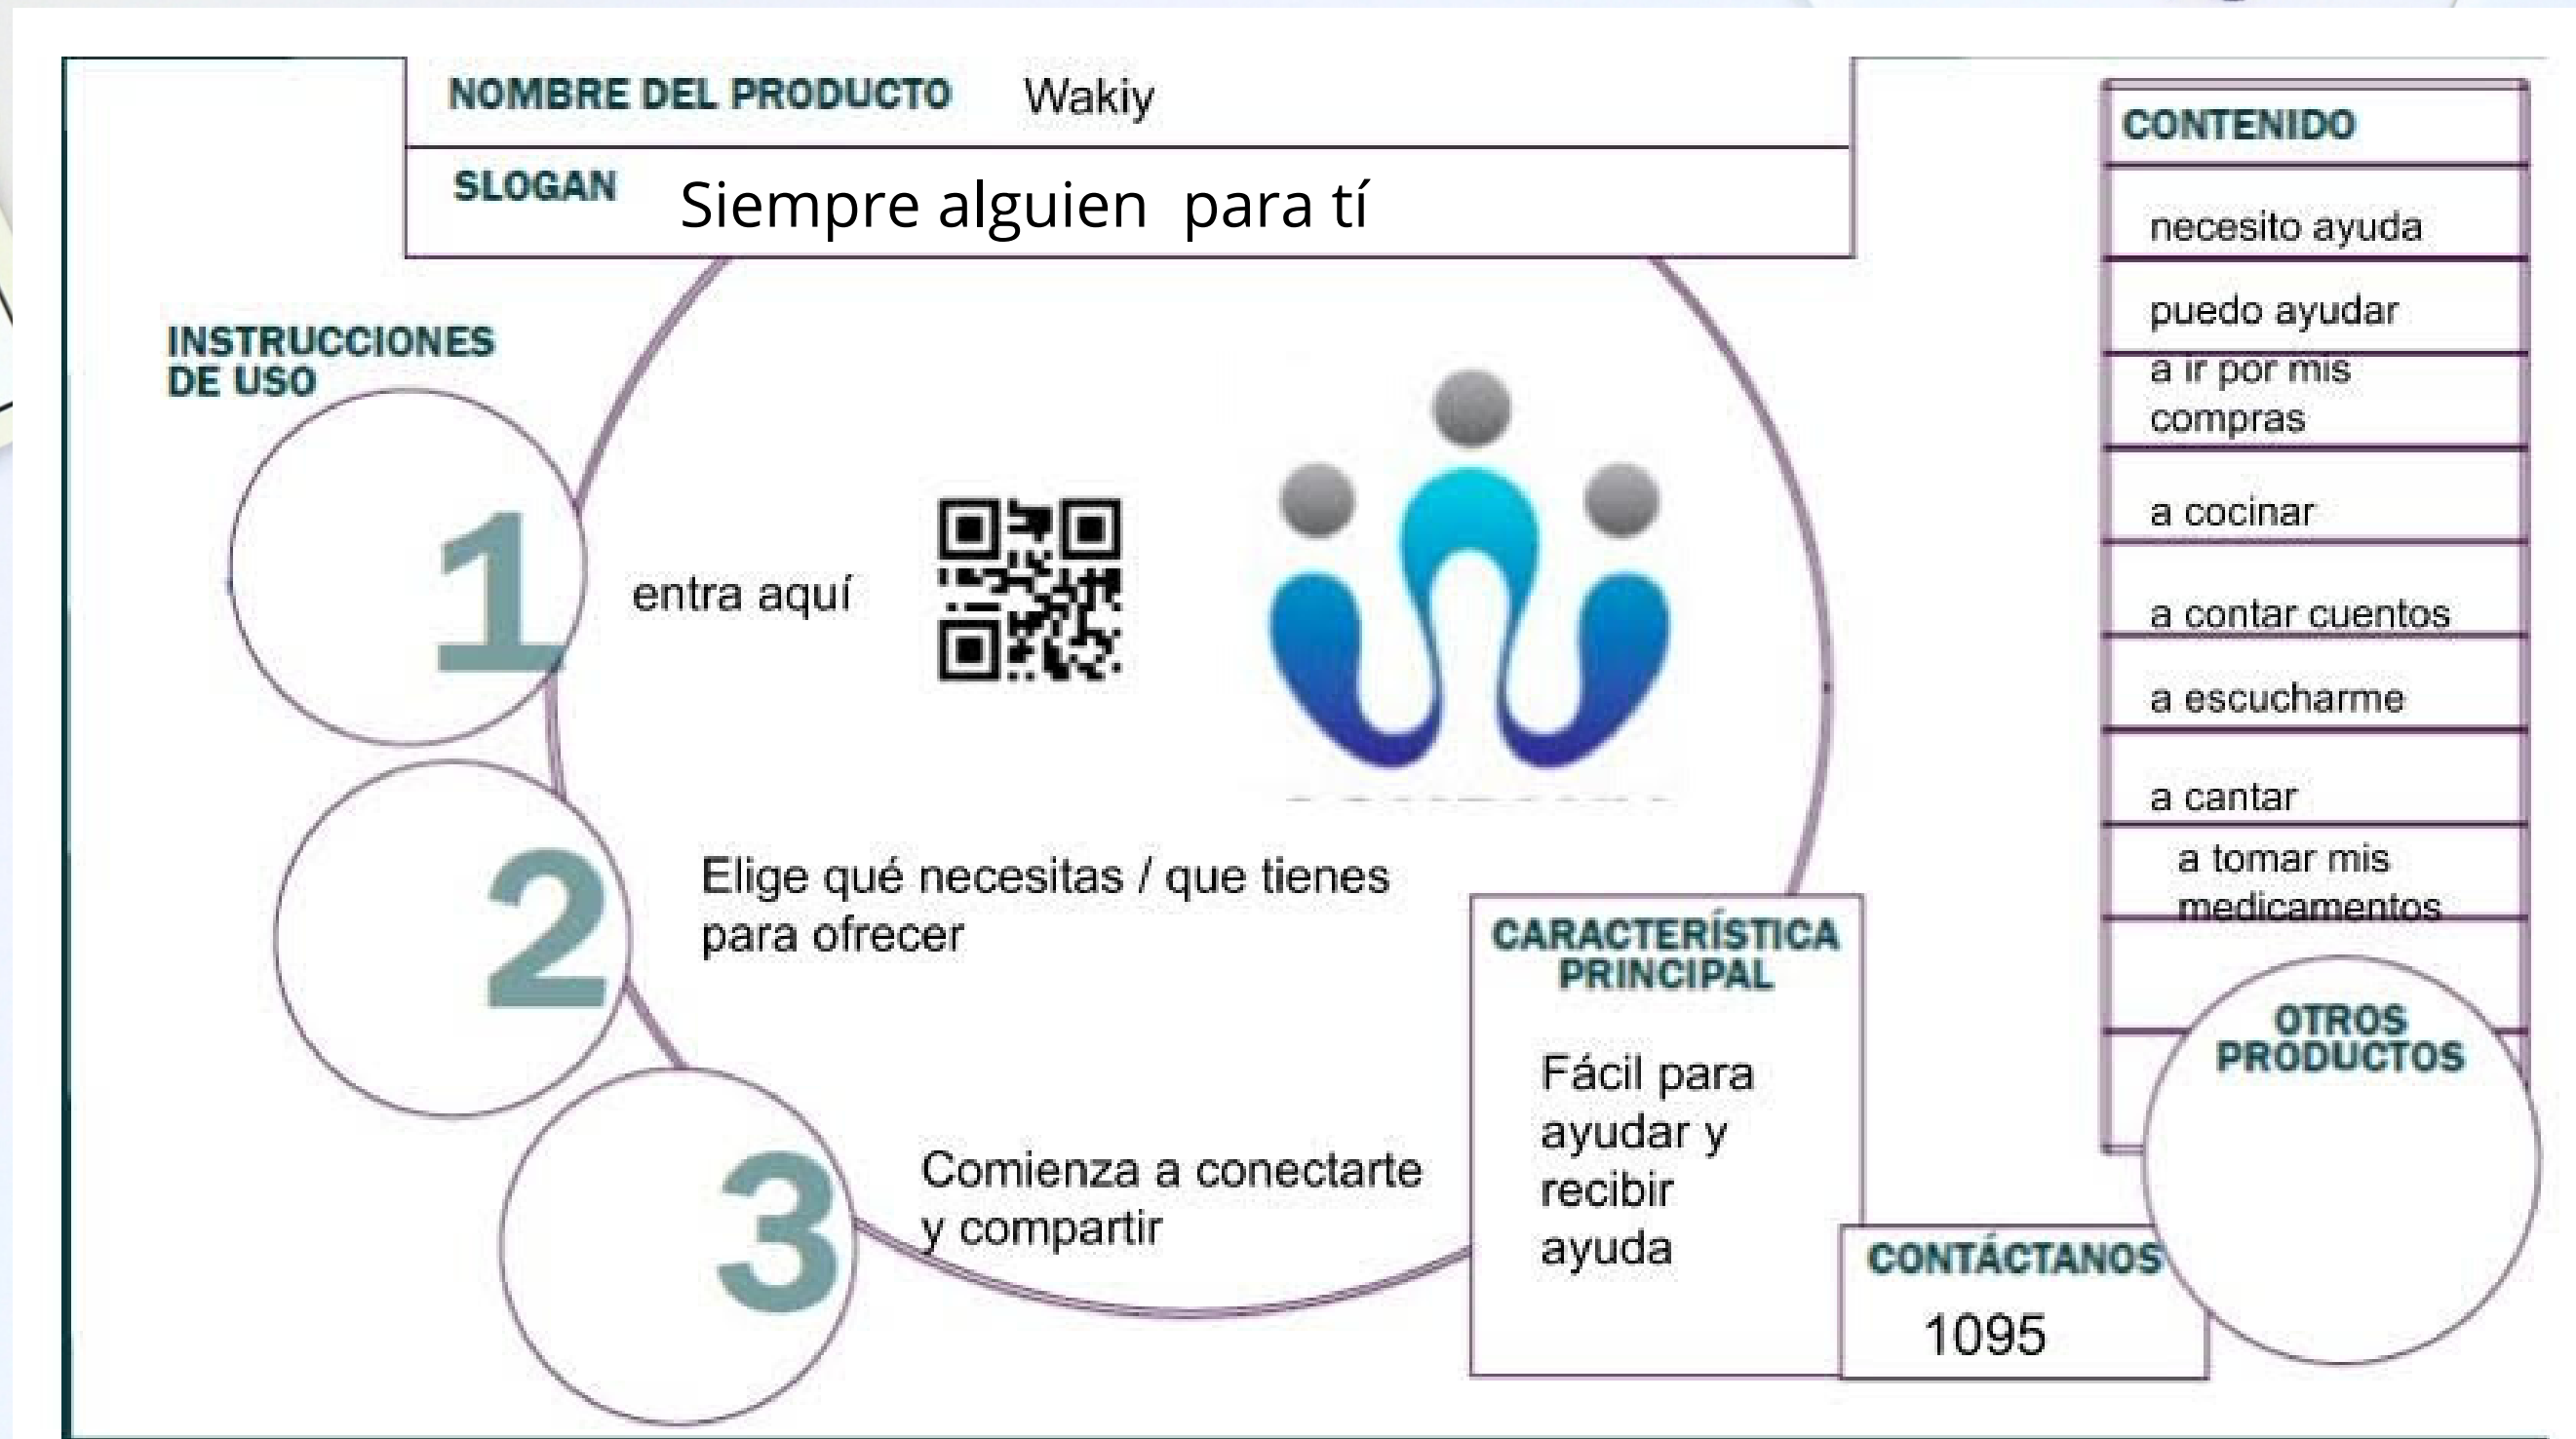 NOMBRE DEL PRODUCTO Wakiy
SLOGAN Siempre alguien para tí
INSTRUCCIONES
DE USO
1
entra aquí
2
Elige qué necesitas / que tienes
para ofrecer
3
Comienza a conectarte
y compartir
CARACTERÍSTICA
PRINCIPAL
Fácil para
ayudar y
recibir
ayuda
CONTÁCTANOS
1095
CONTENIDO
necesito ayuda
puedo ayudar
a ir por mis
compras
a cocinar
a contar cuentos
a escucharme
a cantar
a tomar mis
medicamentos
OTROS
PRODUCTOS